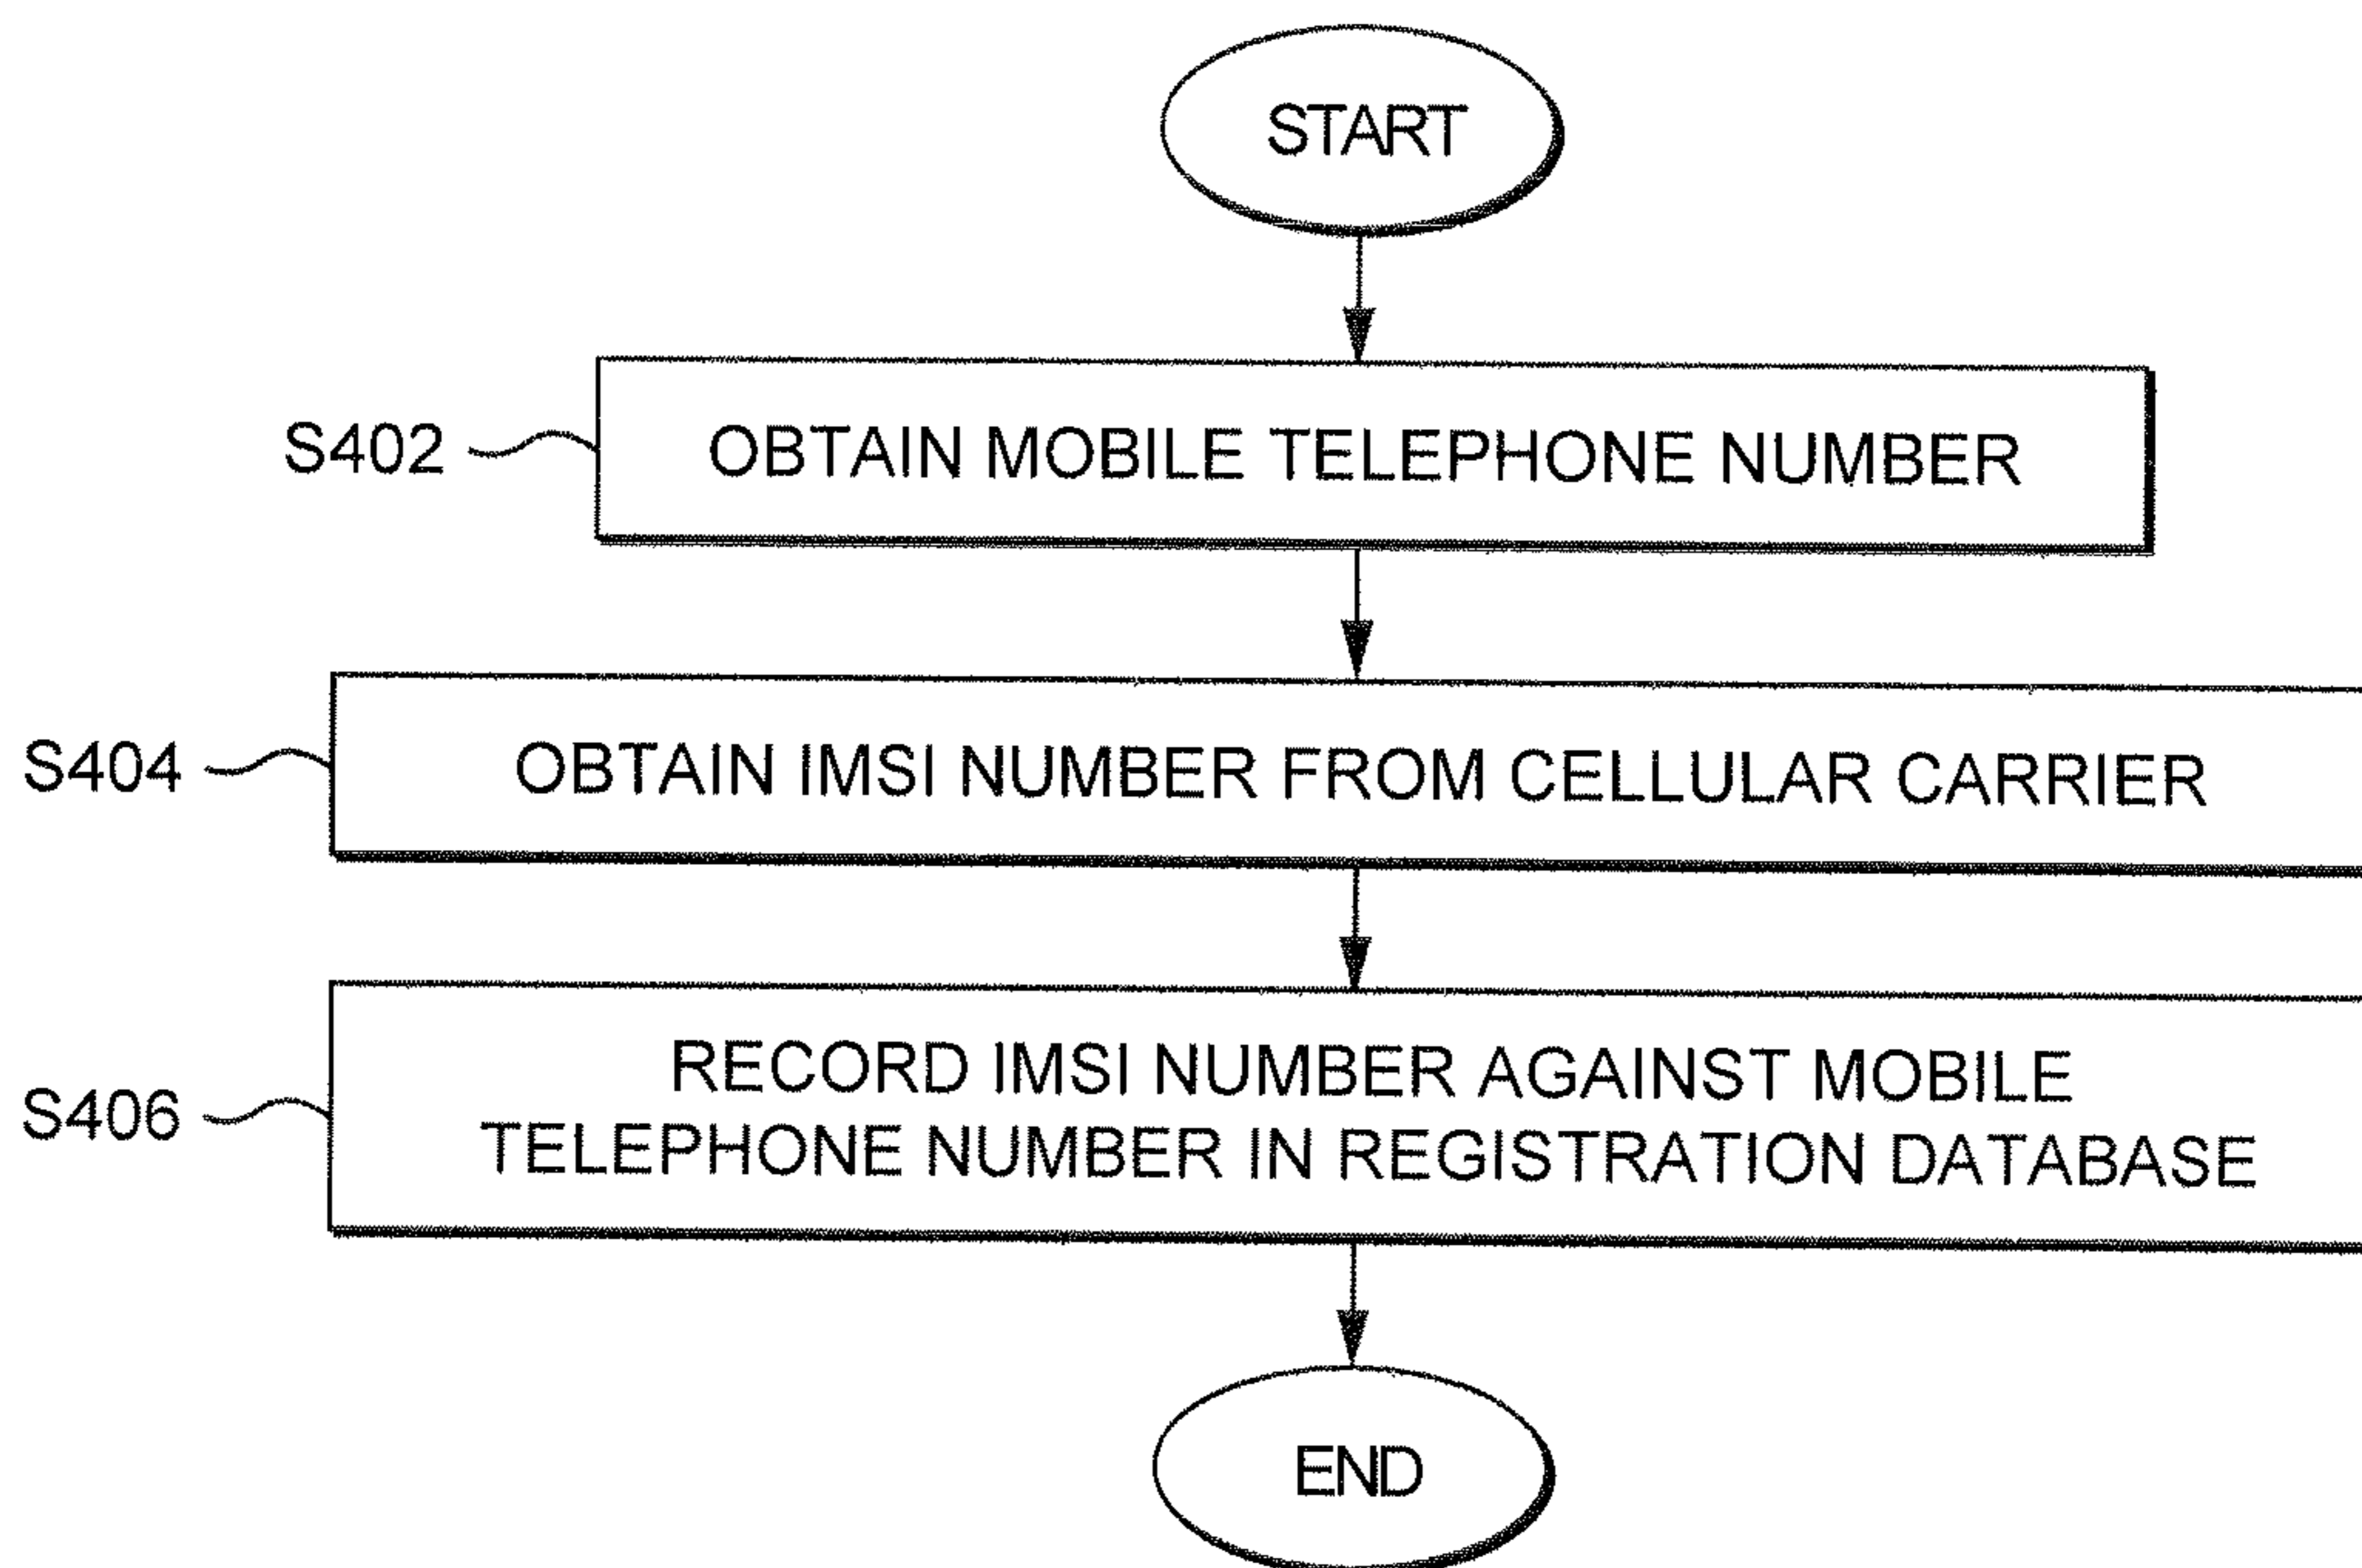 START
S402
OBTAIN MOBILE TELEPHONE NUMBER
S404
OBTAIN IMSI NUMBER FROM CELLULAR CARRIER
S406
RECORD IMSI NUMBER AGAINST MOBILE
TELEPHONE NUMBER IN REGISTRATION DATABASE
END